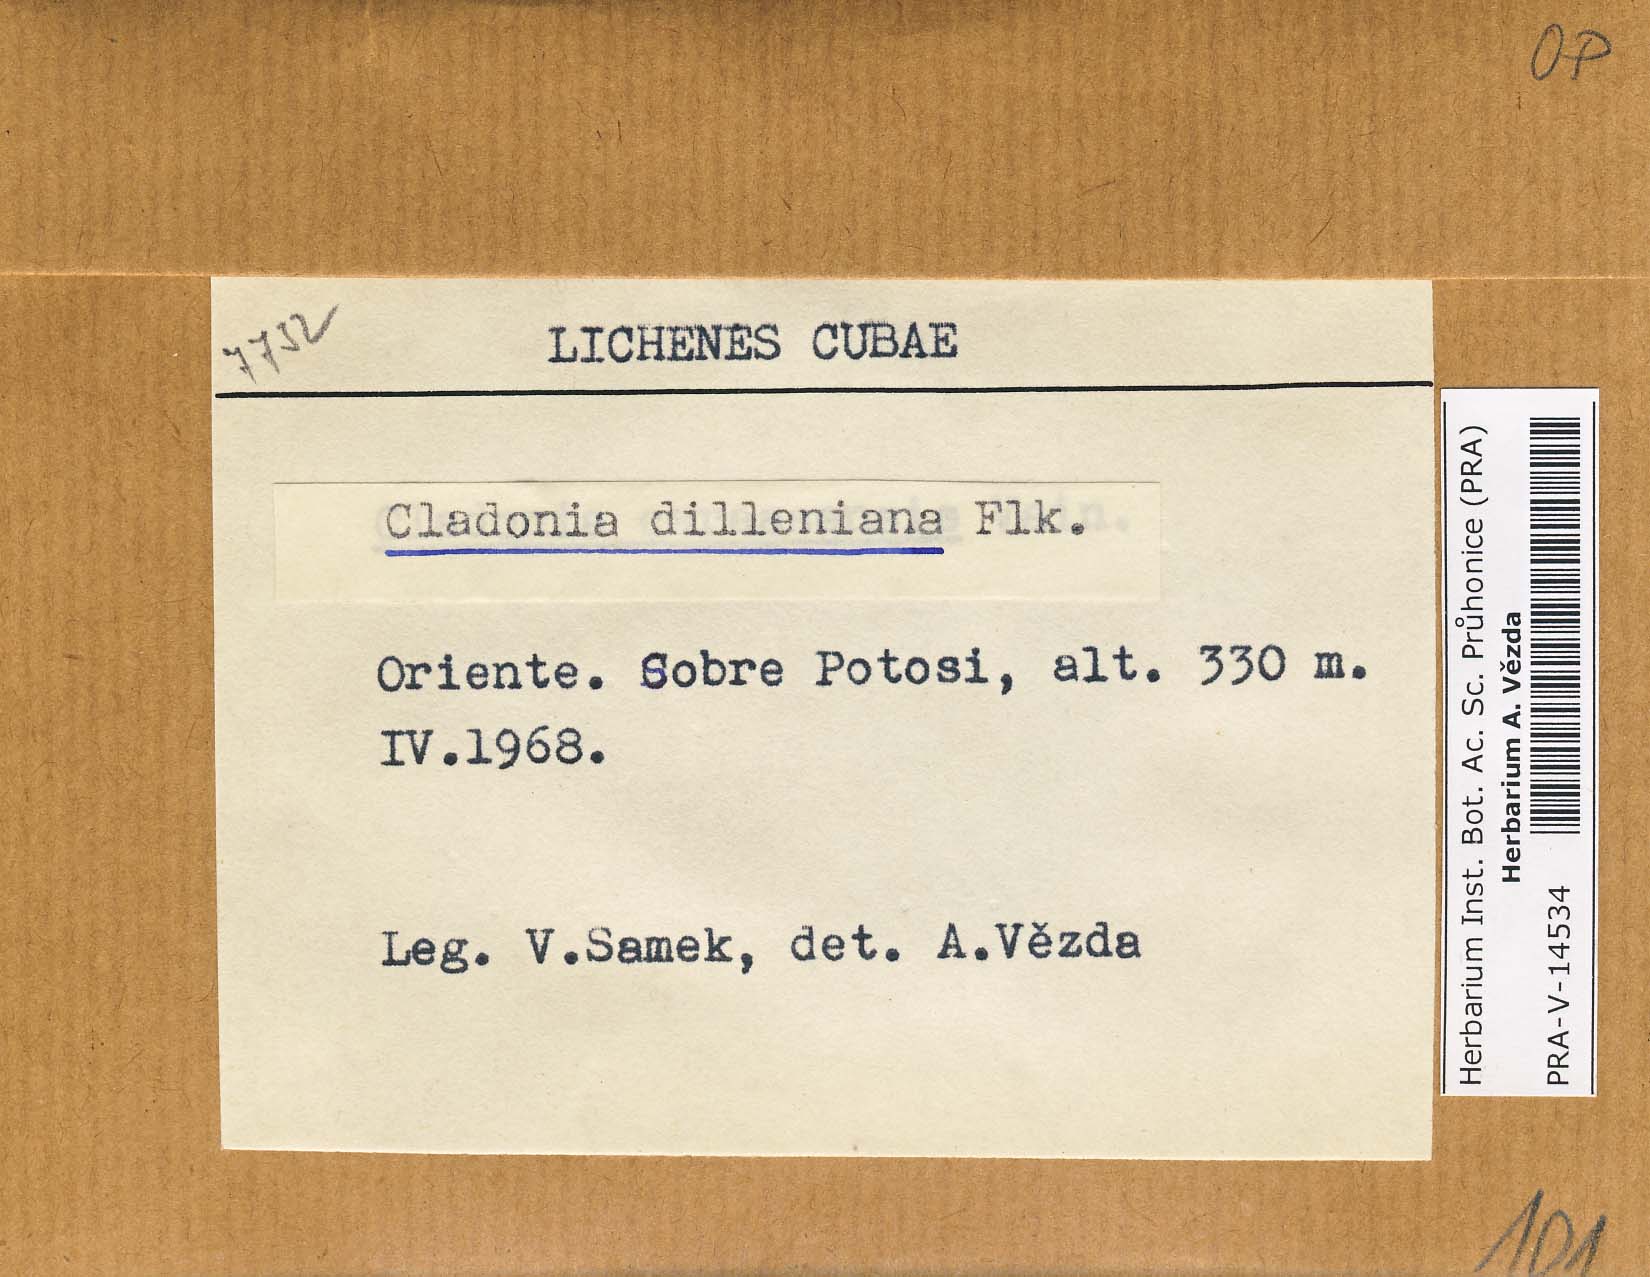 OP
7752
LICHENES CUBAE
Cladonia dilleniana Flk.
Oriente. Sobre Potosi, alt. 330 m.
IV.1968.
Leg. V.Samek, det. A.Vězda
Herbarium Inst. Bot. Ac. Sc. Průhonice (PRA)
Herbarium A. Vězda
PRA-V-14534
101